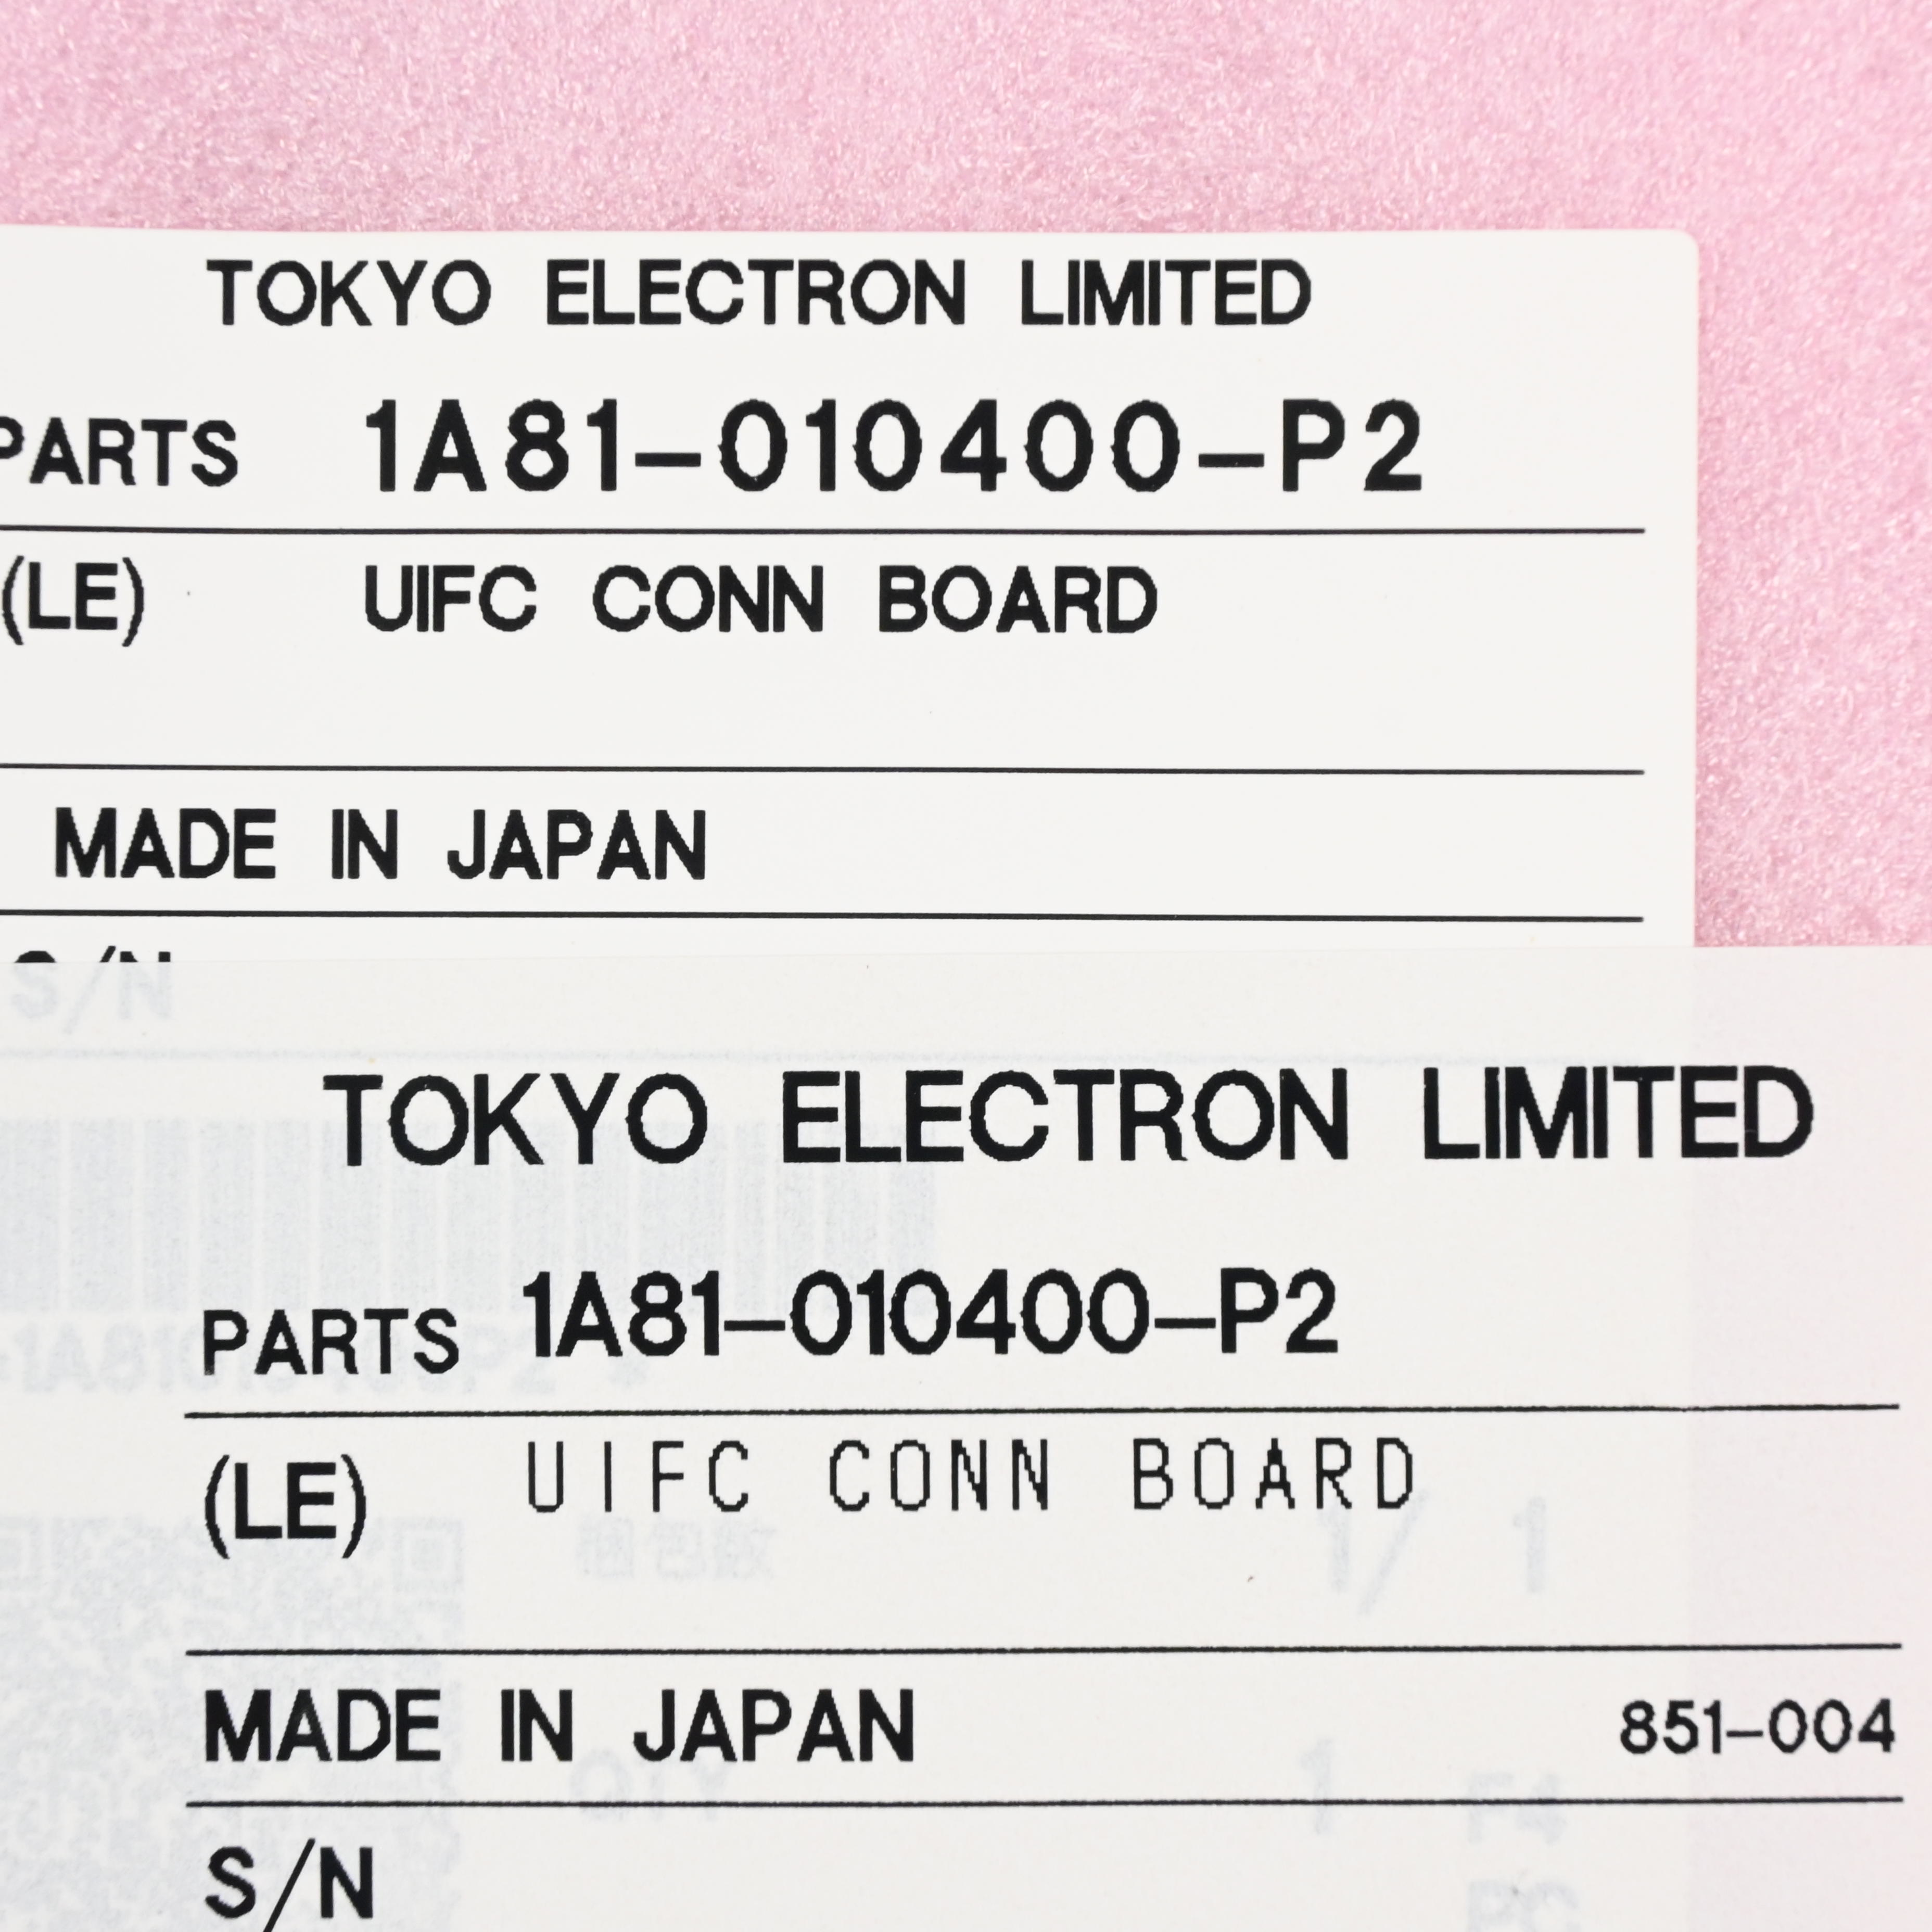 TOKYO ELECTRON LIMITED
PARTS 1A81-010400-P2
(LE) UIFC CONN BOARD
MADE IN JAPAN
S/N
TOKYO ELECTRON LIMITED
PARTS 1A81-010400-P2
(LE) UIFC CONN BOARD
MADE IN JAPAN 851-004
S/N